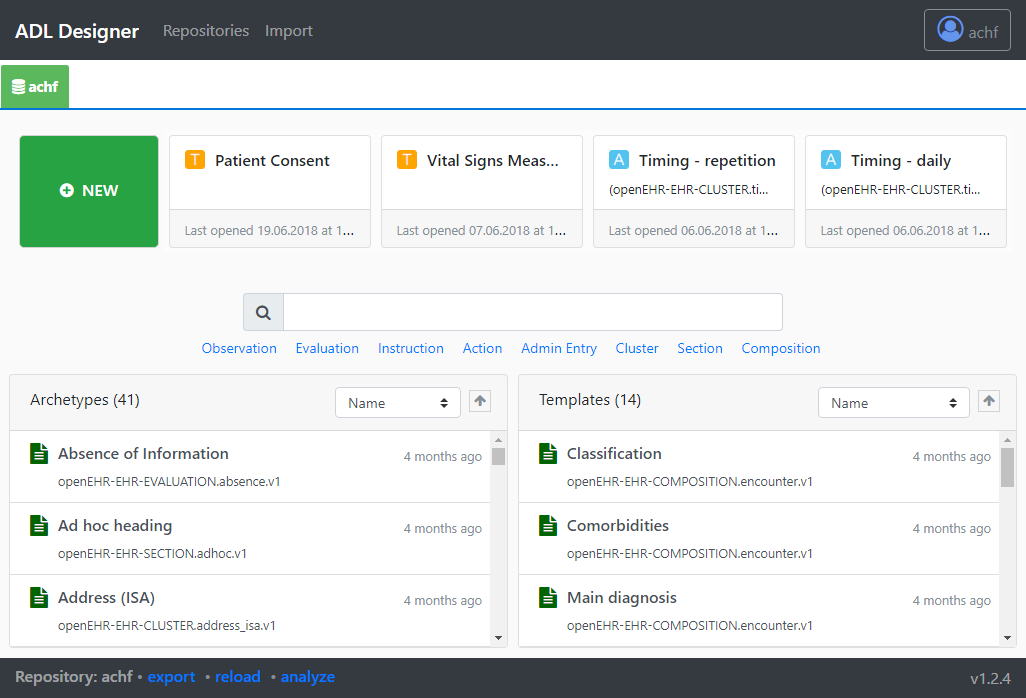 ADL Designer Repositories Import achf
achf
NEW
T Patient Consent
Last opened 19.06.2018 at 1...
T Vital Signs Meas...
Last opened 07.06.2018 at 1...
A Timing - repetition
(openEHR-EHR-CLUSTER.ti...
Last opened 06.06.2018 at 1...
A Timing - daily
(openEHR-EHR-CLUSTER.ti...
Last opened 06.06.2018 at 1...
Observation Evaluation Instruction Action Admin Entry Cluster Section Composition
Archetypes (41) Name
Absence of Information 4 months ago
openEHR-EHR-EVALUATION.absence.v1
Ad hoc heading 4 months ago
openEHR-EHR-SECTION.adhoc.v1
Address (ISA) 4 months ago
openEHR-EHR-CLUSTER.address_isa.v1
Templates (14) Name
Classification 4 months ago
openEHR-EHR-COMPOSITION.encounter.v1
Comorbidities 4 months ago
openEHR-EHR-COMPOSITION.encounter.v1
Main diagnosis 4 months ago
openEHR-EHR-COMPOSITION.encounter.v1
Repository: achf • export • reload • analyze v1.2.4